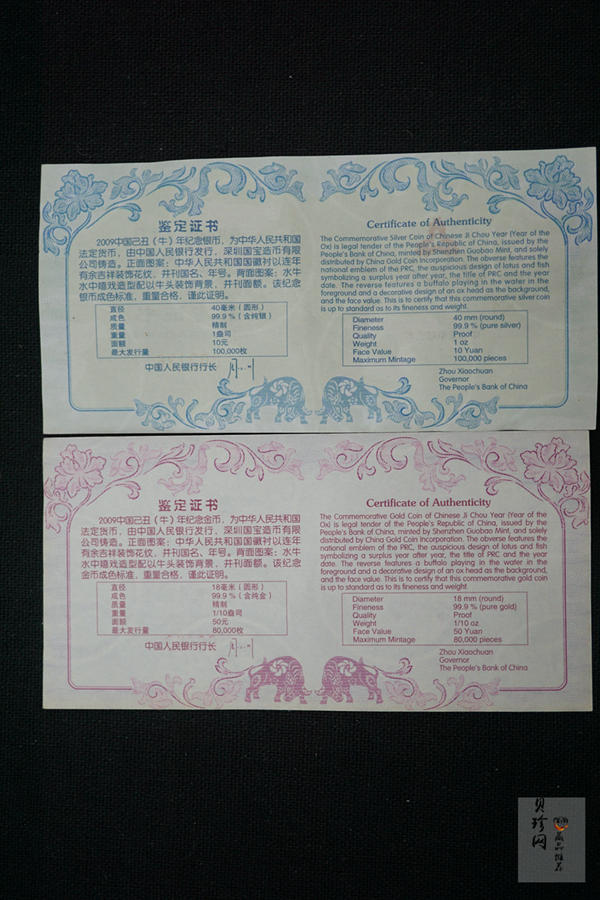 鉴定证书
2009中国己丑（牛）年纪念银币，为中华人民共和国
法定货币，由中国人民银行发行，深圳国宝造币有限
公司铸造。正面图案：中华人民共和国国徽衬以连年
有余吉祥装饰花纹，并刊国名、年号。背面图案：水牛
水中嬉戏造型配以牛头装饰背景，并刊面额。该纪念
银币成色标准，重量合格，谨此证明。
直径 40毫米（圆形）
成色 99.9％（含纯银）
质量 精制
重量 1盎司
面额 10元
最大发行量 100,000枚
中国人民银行行长
Certificate of Authenticity
The Commemorative Silver Coin of Chinese Ji Chou Year (Year of the
Ox) is legal tender of the People's Republic of China, issued by the
People's Bank of China, minted by Shenzhen Guobao Mint, and solely
distributed by China Gold Coin Incorporation. The obverse features the
national emblem of the PRC, the auspicious design of lotus and fish
symbolizing a surplus year after year, the title of PRC and the year
date. The reverse features a buffalo playing in the water in the
foreground and a decorative design of an ox head as the background,
and the face value. This is to certify that this commemorative silver coin
is up to standard as to its fineness and weight.
Diameter 40 mm (round)
Fineness 99.9 % (pure silver)
Quality Proof
Weight 1 oz
Face Value 10 Yuan
Maximum Mintage 100,000 pieces
Zhou Xiaochuan
Governor
The People's Bank of China
鉴定证书
2009中国己丑（牛）年纪念金币，为中华人民共和国
法定货币，由中国人民银行发行，深圳国宝造币有限
公司铸造。正面图案：中华人民共和国国徽衬以连年
有余吉祥装饰花纹，并刊国名、年号。背面图案：水牛
水中嬉戏造型配以牛头装饰背景，并刊面额。该纪念
金币成色标准，重量合格，谨此证明。
直径 18毫米（圆形）
成色 99.9％（含纯金）
质量 精制
重量 1/10盎司
面额 50元
最大发行量 80,000枚
中国人民银行行长
Certificate of Authenticity
The Commemorative Gold Coin of Chinese Ji Chou Year (Year of the
Ox) is legal tender of the People's Republic of China, issued by the
People's Bank of China, minted by Shenzhen Guobao Mint, and solely
distributed by China Gold Coin Incorporation. The obverse features the
national emblem of the PRC, the auspicious design of lotus and fish
symbolizing a surplus year after year, the title of PRC and the year
date. The reverse features a buffalo playing in the water in the
foreground and a decorative design of an ox head as the background,
and the face value. This is to certify that this commemorative gold coin
is up to standard as to its fineness and weight.
Diameter 18 mm (round)
Fineness 99.9 % (pure gold)
Quality Proof
Weight 1/10 oz
Face Value 50 Yuan
Maximum Mintage 80,000 pieces
Zhou Xiaochuan
Governor
The People's Bank of China
贝珍网
藏品推荐